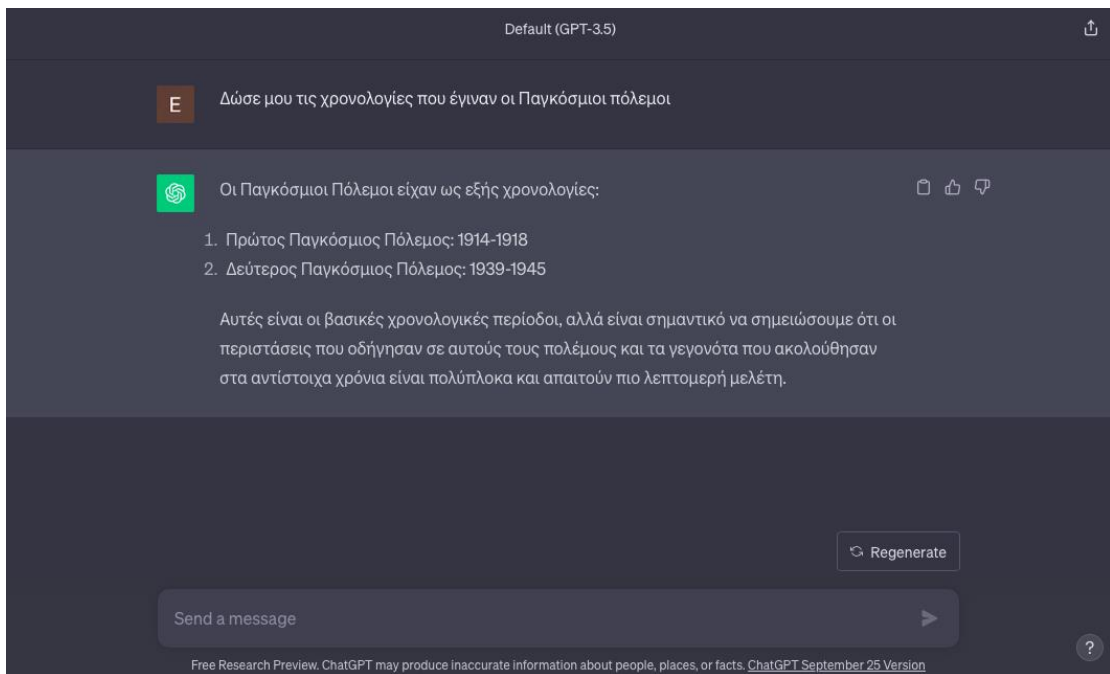 Default (GPT-3.5)
E
Δώσε μου τις χρονολογίες που έγιναν οι Παγκόσμιοι πόλεμοι
Οι Παγκόσμιοι Πόλεμοι είχαν ως εξής χρονολογίες:
1. Πρώτος Παγκόσμιος Πόλεμος: 1914-1918
2. Δεύτερος Παγκόσμιος Πόλεμος: 1939-1945
Αυτές είναι οι βασικές χρονολογικές περίοδοι, αλλά είναι σημαντικό να σημειώσουμε ότι οι
περιστάσεις που οδήγησαν σε αυτούς τους πολέμους και τα γεγονότα που ακολούθησαν
στα αντίστοιχα χρόνια είναι πολύπλοκα και απαιτούν πιο λεπτομερή μελέτη.
Regenerate
Send a message
?
Free Research Preview. ChatGPT may produce inaccurate information about people, places, or facts. ChatGPT September 25 Version